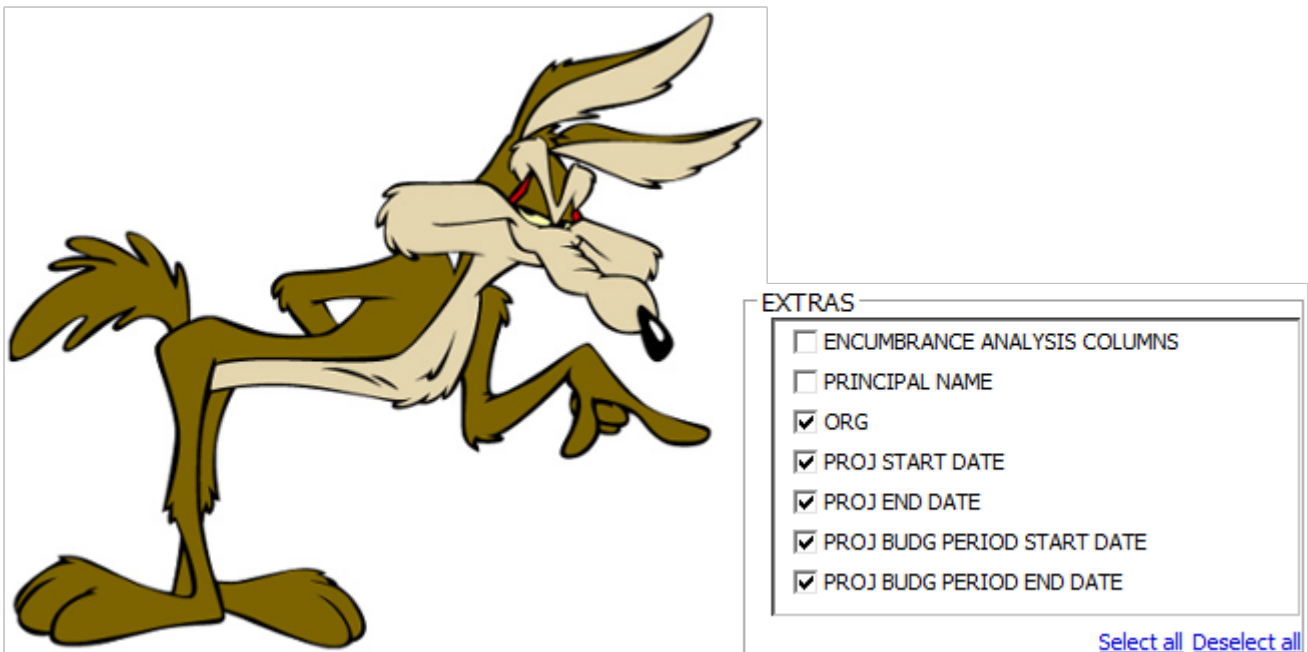 EXTRAS
ENCUMBRANCE ANALYSIS COLUMNS
PRINCIPAL NAME
ORG
PROJ START DATE
PROJ END DATE
PROJ BUDG PERIOD START DATE
PROJ BUDG PERIOD END DATE
Select all Deselect all